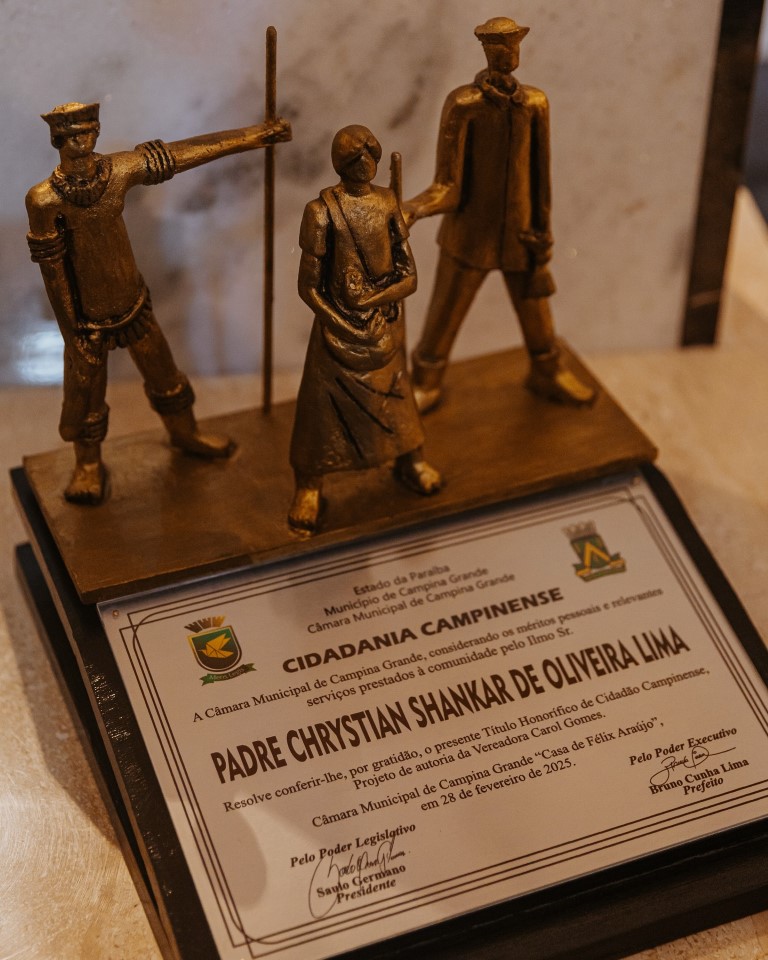 Estado da Paraíba
Município de Campina Grande
Câmara Municipal de Campina Grande
CIDADANIA CAMPINENSE
A Câmara Municipal de Campina Grande, considerando os méritos pessoais e relevantes
serviços prestados à comunidade pelo Ilmo Sr.
PADRE CHRYSTIAN SHANKAR DE OLIVEIRA LIMA
Resolve conferir-lhe, por gratidão, o presente Título Honorífico de Cidadão Campinense,
Projeto de autoria da Vereadora Carol Gomes.
Câmara Municipal de Campina Grande “Casa de Félix Araújo”,
em 28 de fevereiro de 2025.
Pelo Poder Legislativo
Saulo Germano
Presidente
Pelo Poder Executivo
Bruno Cunha Lima
Prefeito